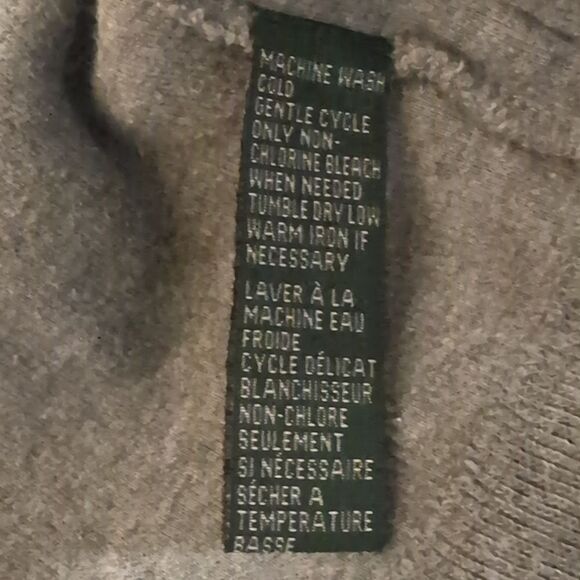 MACHINE WASH
COLD
GENTLE CYCLE
ONLY NON-
CHLORINE BLEACH
WHEN NEEDED
TUMBLE DRY LOW
WARM IRON IF
NECESSARY
LAVER À LA
MACHINE EAU
FROIDE
CYCLE DÉLICAT
BLANCHISSEUR
NON-CHLORE
SEULEMENT
SI NÉCESSAIRE
SÉCHER A
TEMPERATURE
BASSE